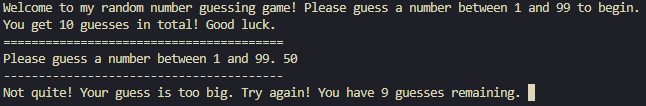 Welcome to my random number guessing game! Please guess a number between 1 and 99 to begin.
You get 10 guesses in total! Good luck.
========================================
Please guess a number between 1 and 99. 50
----------------------------------------
Not quite! Your guess is too big. Try again! You have 9 guesses remaining.